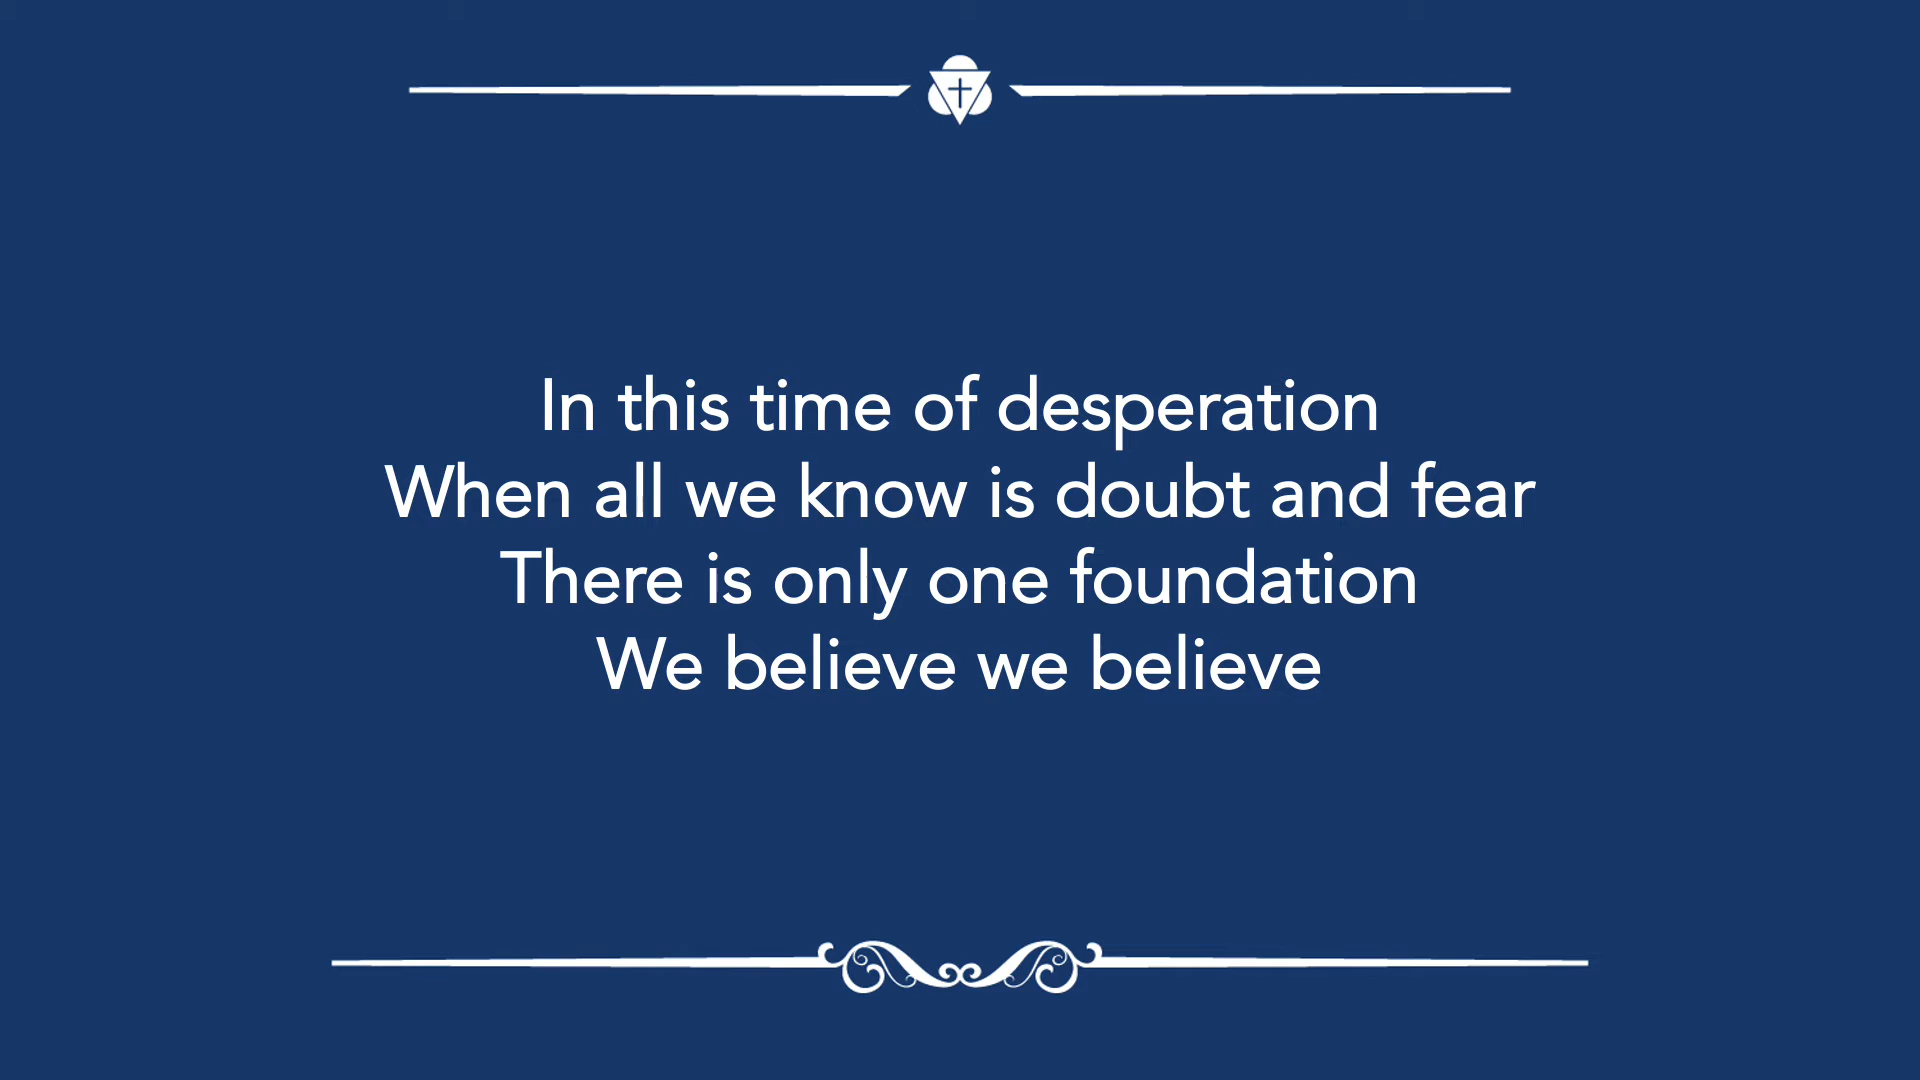 In this time of desperation
When all we know is doubt and fear
There is only one foundation
We believe we believe